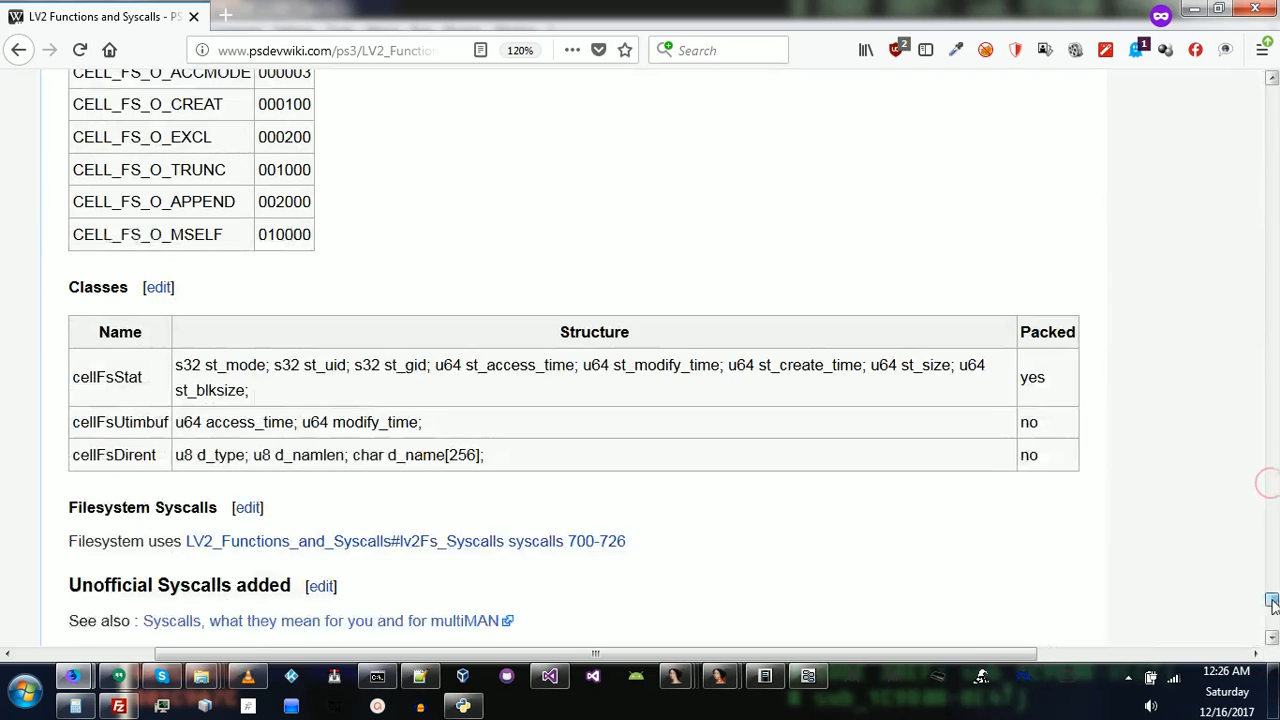 LV2 Functions and Syscalls - PS
www.psdevwiki.com/ps3/LV2_Functio
120%
Search
2
1
CELL_FS_O_ACCMODE 000003
CELL_FS_O_CREAT 000100
CELL_FS_O_EXCL 000200
CELL_FS_O_TRUNC 001000
CELL_FS_O_APPEND 002000
CELL_FS_O_MSELF 010000
Classes [edit]
Name Structure Packed
cellFsStat s32 st_mode; s32 st_uid; s32 st_gid; u64 st_access_time; u64 st_modify_time; u64 st_create_time; u64 st_size; u64
st_blksize; yes
cellFsUtimbuf u64 access_time; u64 modify_time; no
cellFsDirent u8 d_type; u8 d_namlen; char d_name[256]; no
Filesystem Syscalls [edit]
Filesystem uses LV2_Functions_and_Syscalls#lv2Fs_Syscalls syscalls 700-726
Unofficial Syscalls added [edit]
See also : Syscalls, what they mean for you and for multiMAN
12:26 AM
Saturday
12/16/2017